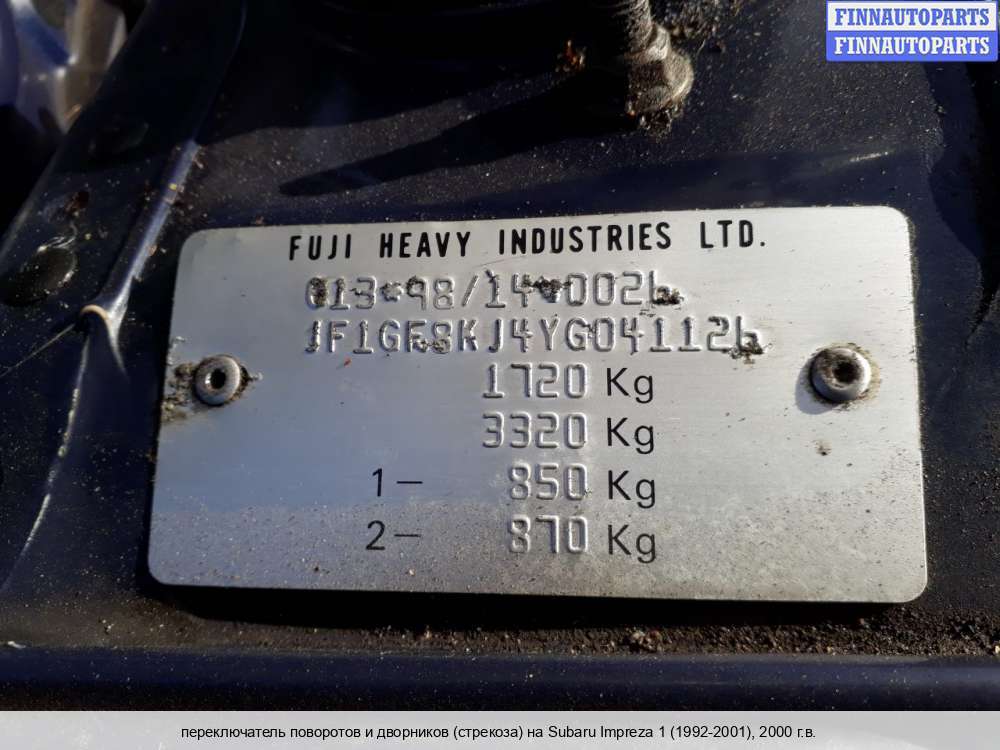 FINNAUTOPARTS
FINNAUTOPARTS
FUJI HEAVY INDUSTRIES LTD.
e13*98/14*0026
JF1GF8KJ4YG041126
1720 Kg
3320 Kg
1– 850 Kg
2– 870 Kg
переключатель поворотов и дворников (стрекоза) на Subaru Impreza 1 (1992-2001), 2000 г.в.